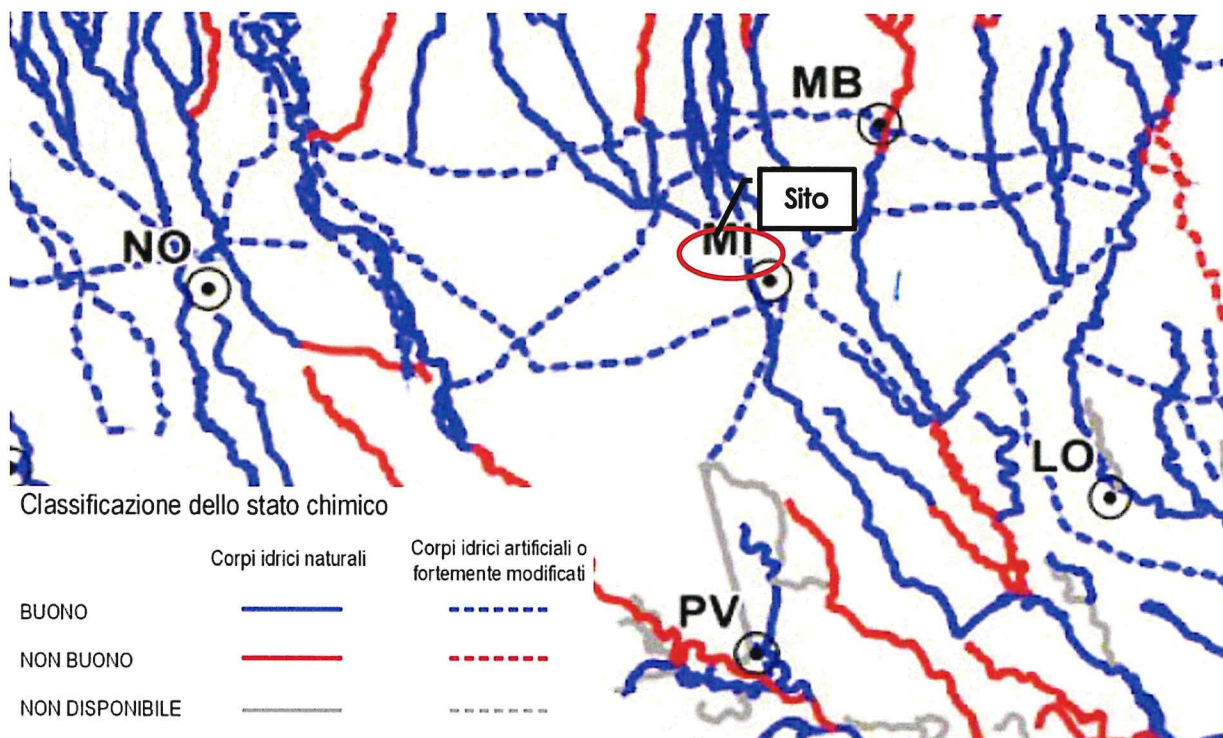 MB
Sito
NO
MI
LO
PV
Classificazione dello stato chimico
Corpi idrici naturali
Corpi idrici artificiali o
fortemente modificati
BUONO
NON BUONO
NON DISPONIBILE